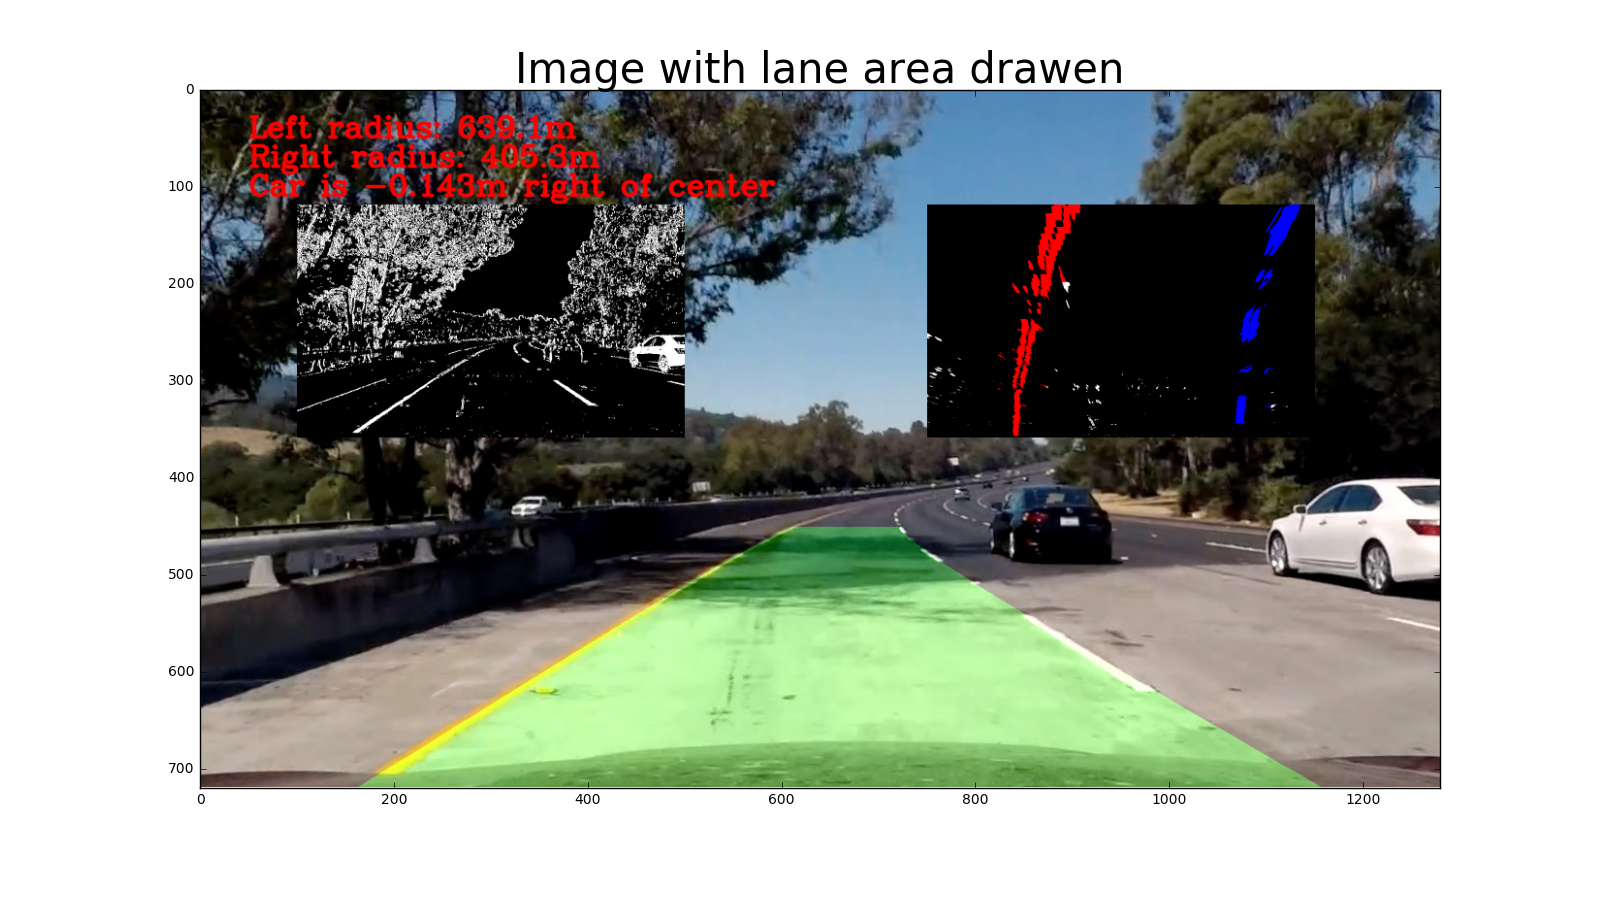 Image with lane area drawen
Left radius: 639.1m
Right radius: 405.3m
Car is -0.143m right of center
0
100
200
300
400
500
600
700
0 200 400 600 800 1000 1200